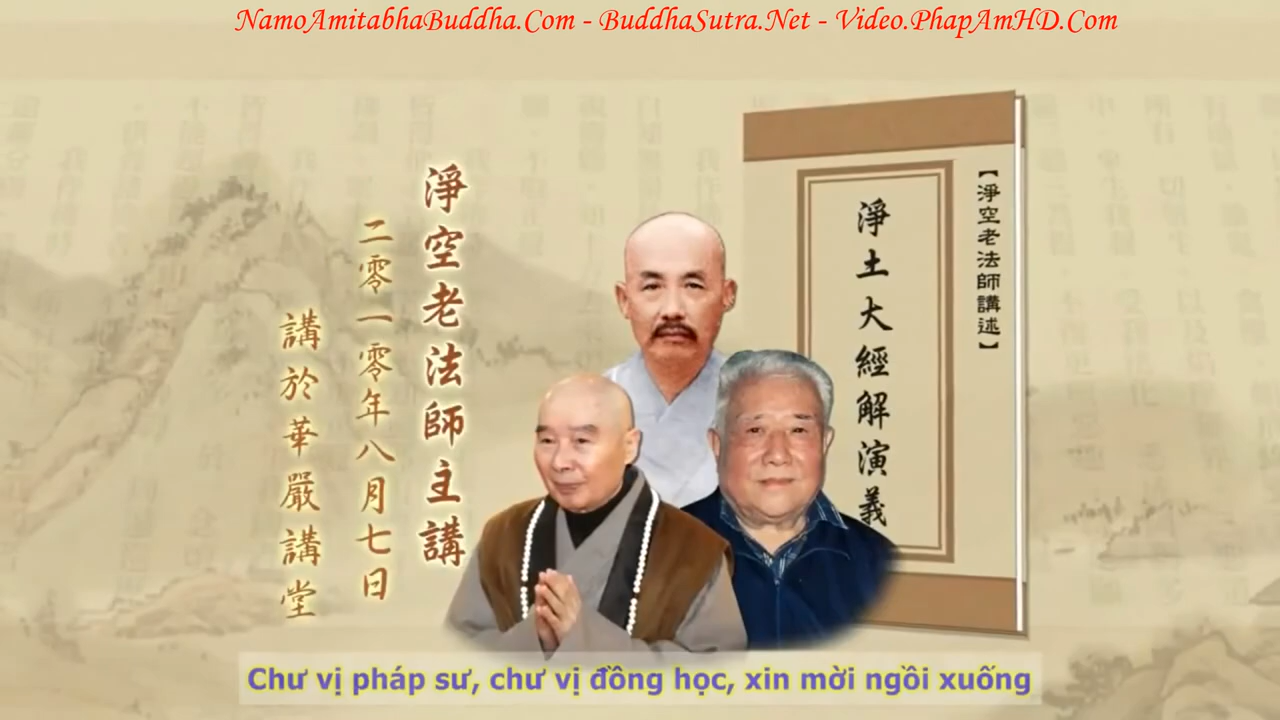 NamoAmitabhaBuddha.Com - BuddhaSutra.Net - Video.PhapAmHD.Com
【淨空老法師講述】
淨土大經解演義
淨空老法師主講
二零一零年八月七日
講於華嚴講堂
Chư vị pháp sư, chư vị đồng học, xin mời ngồi xuống